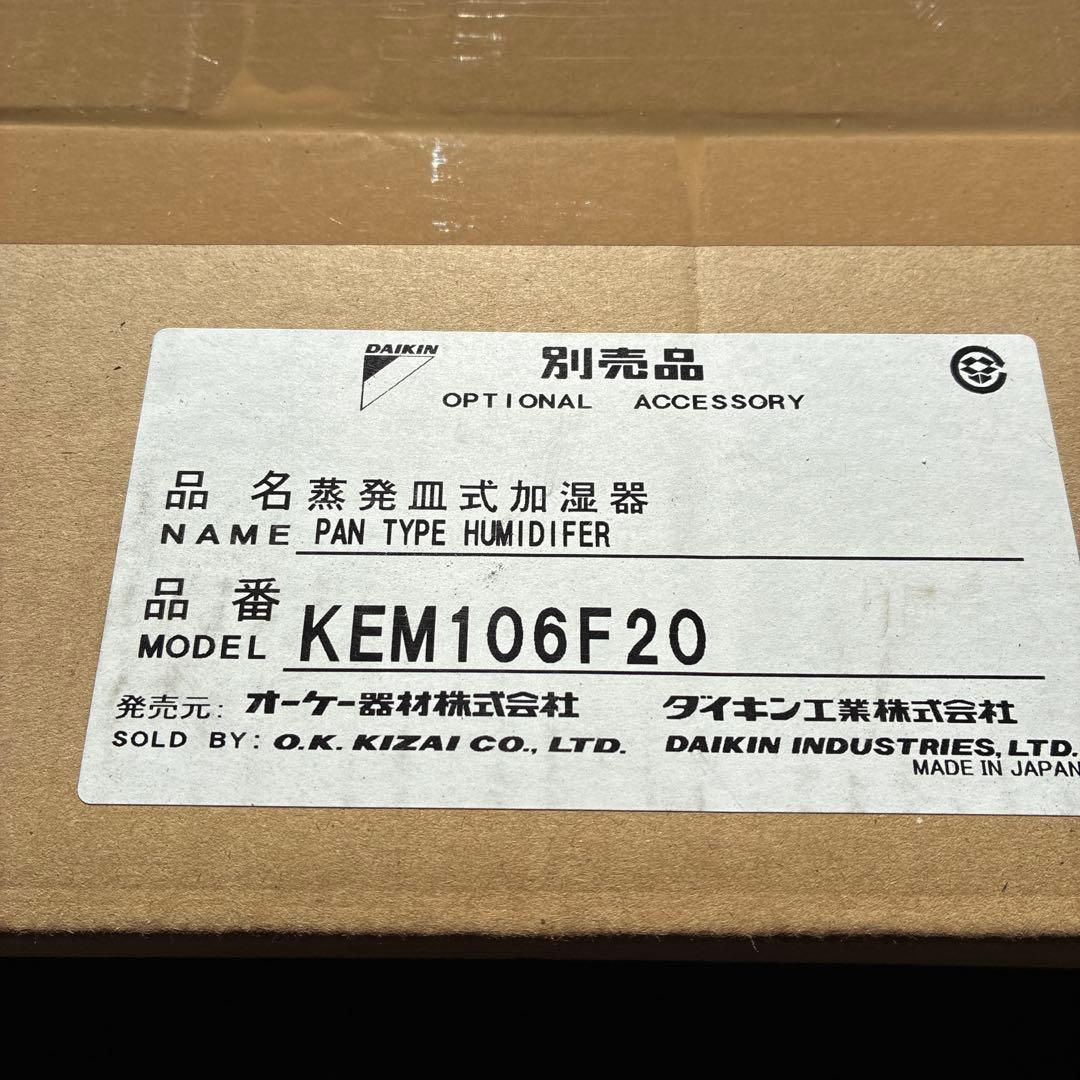 DAIKIN
別売品
OPTIONAL ACCESSORY
品名 蒸発皿式加湿器
NAME PAN TYPE HUMIDIFER
品番
MODEL KEM106F20
発売元: オーケー器材株式会社 ダイキン工業株式会社
SOLD BY: O.K. KIZAI CO., LTD. DAIKIN INDUSTRIES, LTD.
MADE IN JAPAN